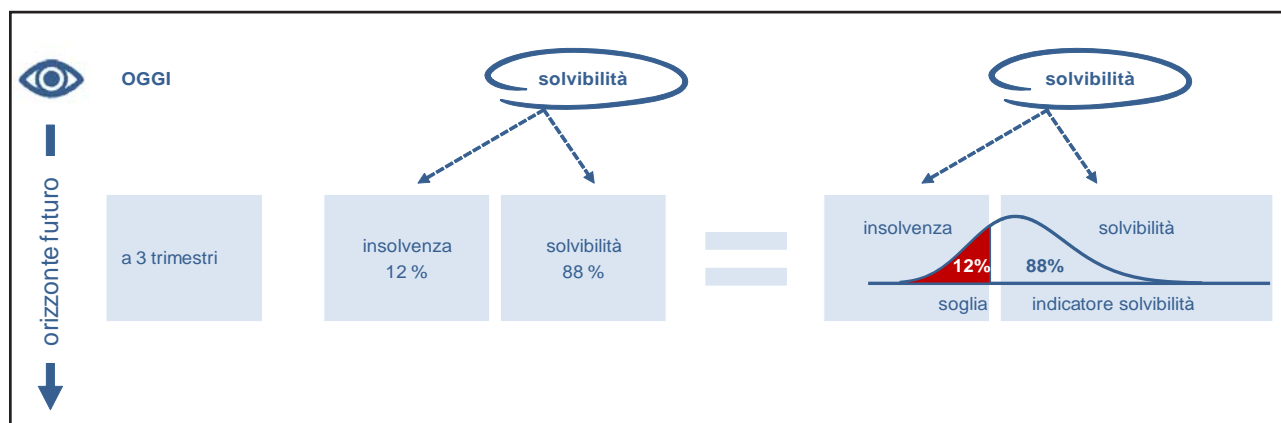 OGGI
solvibilità
solvibilità
orizzonte futuro
a 3 trimestri
insolvenza
12 %
solvibilità
88 %
insolvenza
solvibilità
12%
88%
soglia
indicatore solvibilità